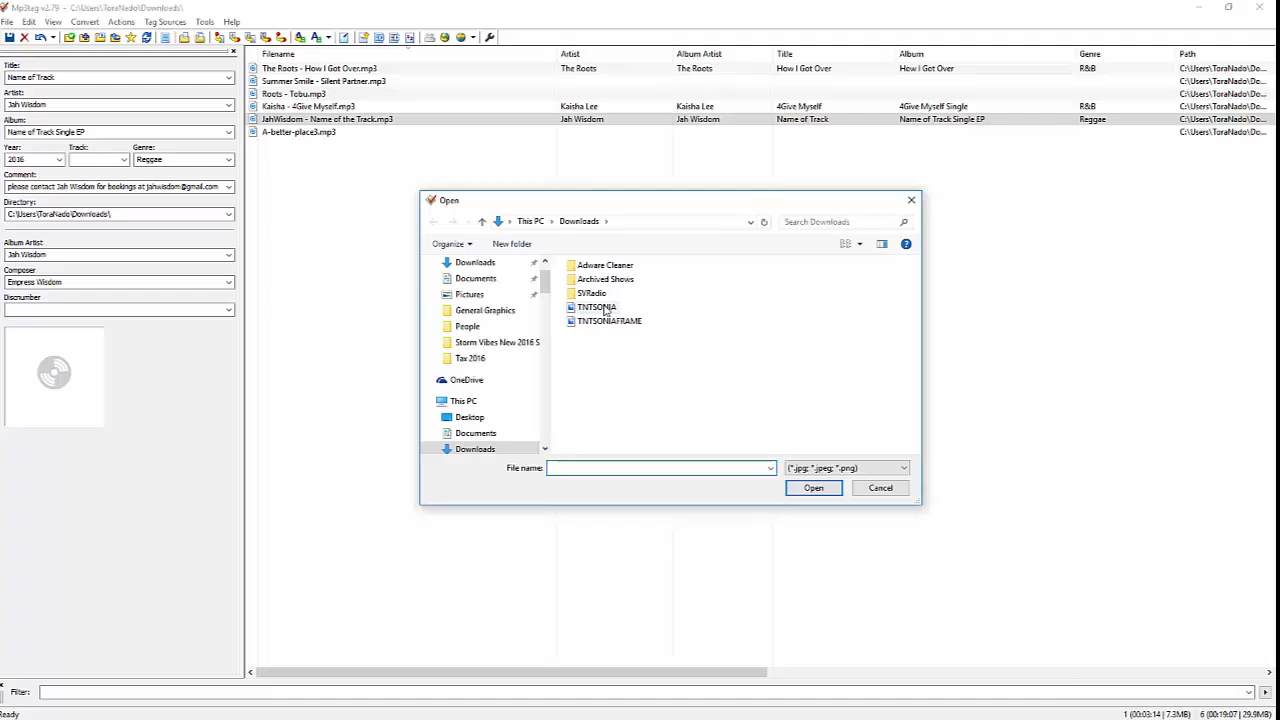 Mp3tag v2.79 - C:\Users\ToraNado\Downloads\
File Edit View Convert Actions Tag Sources Tools Help
Title:
Name of Track
Artist:
Jah Wisdom
Album:
Name of Track Single EP
Year: Track: Genre:
2016 Reggae
Comment:
please contact Jah Wisdom for bookings at jahwisdom@gmail.com
Directory:
C:\Users\ToraNado\Downloads\
Album Artist
Jah Wisdom
Composer
Empress Wisdom
Discnumber
Filename Artist Album Artist Title Album Genre Path
The Roots - How I Got Over.mp3 The Roots The Roots How I Got Over How I Got Over R&B C:\Users\ToraNado\Do...
Summer Smile - Silent Partner.mp3 C:\Users\ToraNado\Do...
Roots - Tobu.mp3 C:\Users\ToraNado\Do...
Kaisha - 4Give Myself.mp3 Kaisha Lee Kaisha Lee 4Give Myself 4Give Myself Single R&B C:\Users\ToraNado\Do...
JahWisdom - Name of the Track.mp3 Jah Wisdom Jah Wisdom Name of Track Name of Track Single EP Reggae C:\Users\ToraNado\Do...
A-better-place3.mp3 C:\Users\ToraNado\Do...
Open
This PC Downloads Search Downloads
Organize New folder
Downloads
Documents
Pictures
General Graphics
People
Storm Vibes New 2016 S
Tax 2016
OneDrive
This PC
Desktop
Documents
Downloads
Adware Cleaner
Archived Shows
SVRadio
TNTSONIA
TNTSONIAFRAME
File name: (*.jpg; *.jpeg; *.png)
Open Cancel
Filter:
Ready 1 (00:03:14 | 7.3MB) 6 (00:19:07 | 29.9MB)